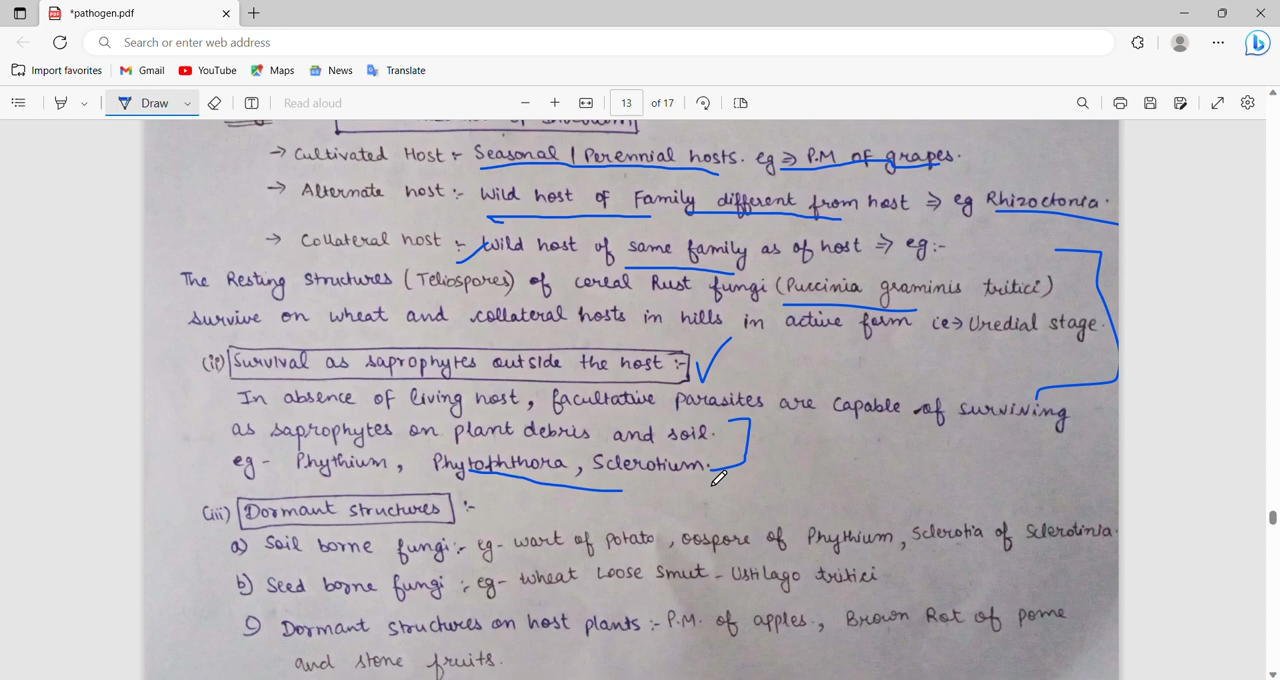 *pathogen.pdf
Search or enter web address
Import favorites Gmail YouTube Maps News Translate
Draw Read aloud 13 of 17
→ Cultivated Host :- Seasonal | Perennial hosts. eg ⇒ P.M of grapes.
→ Alternate host :- Wild host of Family different from host ⇒ eg Rhizoctonia.
→ Collateral host :- Wild host of same family as of host ⇒ eg:-
The Resting Structures (Teliospores) of cereal Rust fungi (Puccinia graminis tritici)
survive on wheat and collateral hosts in hills in active form ie→ Uredial stage.
(ii) Survival as saprophytes outside the host :-
In absence of living host, facultative parasites are capable of surviving
as saprophytes on plant debris and soil.
eg - Phythium, Phytophthora, Sclerotium.
(iii) Dormant structures :-
a) Soil borne fungi:- eg- wart of potato, oospore of Phythium, Sclerotia of Sclerotinia.
b) Seed borne fungi :- eg- wheat Loose Smut - Ustilago tritici
Dormant structures on host plants :- P.M. of apples., Brown Rot of pome
and stone fruits.